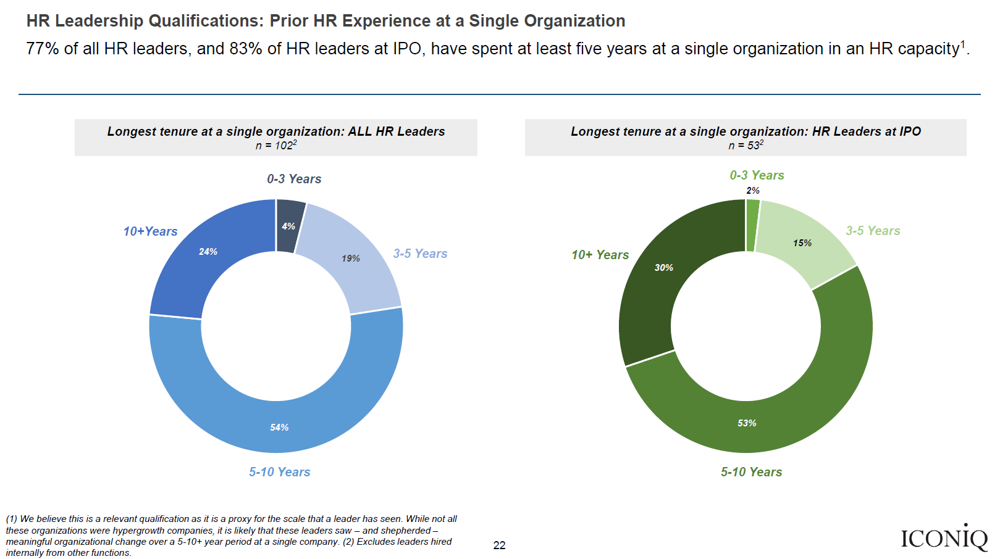 HR Leadership Qualifications: Prior HR Experience at a Single Organization
77% of all HR leaders, and 83% of HR leaders at IPO, have spent at least five years at a single organization in an HR capacity1.
Longest tenure at a single organization: ALL HR Leaders
n = 1022
0-3 Years
4%
10+Years
24%
3-5 Years
19%
54%
5-10 Years
Longest tenure at a single organization: HR Leaders at IPO
n = 532
0-3 Years
2%
3-5 Years
15%
10+ Years
30%
53%
5-10 Years
(1) We believe this is a relevant qualification as it is a proxy for the scale that a leader has seen. While not all
these organizations were hypergrowth companies, it is likely that these leaders saw – and shepherded –
meaningful organizational change over a 5-10+ year period at a single company. (2) Excludes leaders hired
internally from other functions.
22
ICONIQ